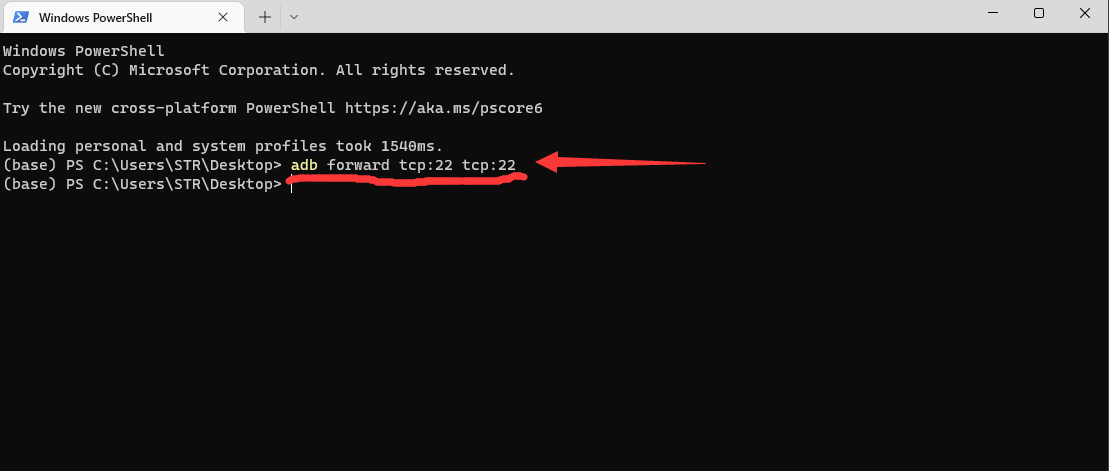 Windows PowerShell
Windows PowerShell
Copyright (C) Microsoft Corporation. All rights reserved.
Try the new cross-platform PowerShell https://aka.ms/pscore6
Loading personal and system profiles took 1540ms.
(base) PS C:\Users\STR\Desktop> adb forward tcp:22 tcp:22
(base) PS C:\Users\STR\Desktop>